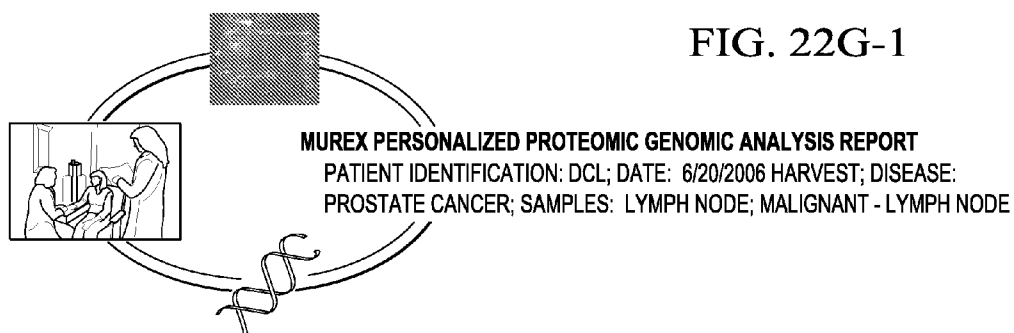 FIG. 22G-1
MUREX PERSONALIZED PROTEOMIC GENOMIC ANALYSIS REPORT
PATIENT IDENTIFICATION: DCL; DATE: 6/20/2006 HARVEST; DISEASE:
PROSTATE CANCER; SAMPLES: LYMPH NODE; MALIGNANT - LYMPH NODE